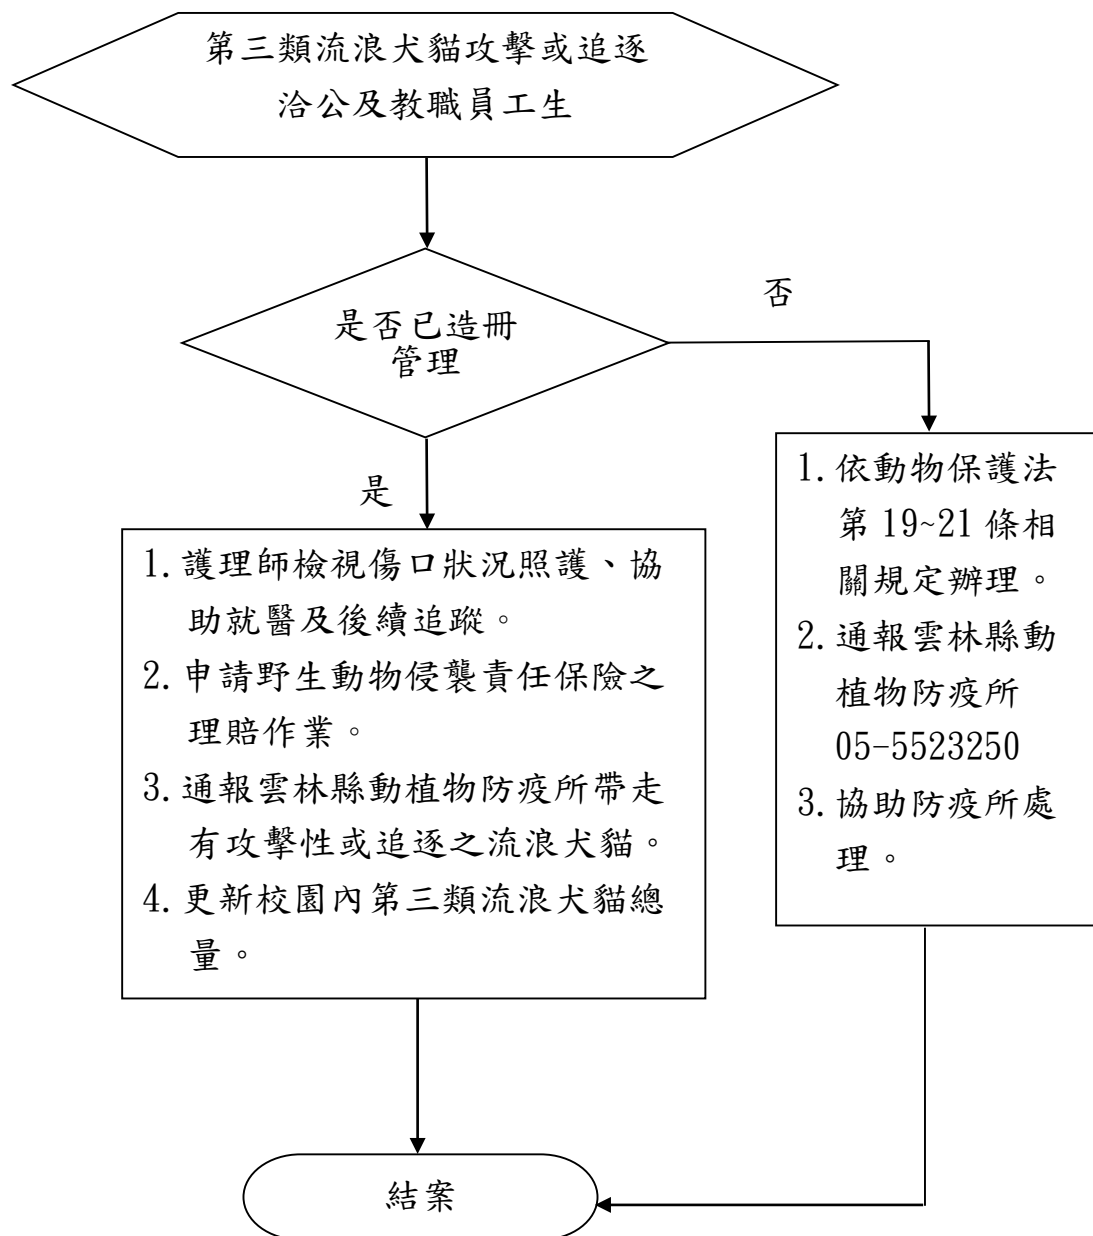 第三類流浪犬貓攻擊或追逐
洽公及教職員工生
是否已造冊
管理
否
是
1. 護理師檢視傷口狀況照護、協
助就醫及後續追蹤。
2. 申請野生動物侵襲責任保險之
理賠作業。
3. 通報雲林縣動植物防疫所帶走
有攻擊性或追逐之流浪犬貓。
4. 更新校園內第三類流浪犬貓總
量。
1. 依動物保護法
第 19~21 條相
關規定辦理。
2. 通報雲林縣動
植物防疫所
05-5523250
3. 協助防疫所處
理。
結案